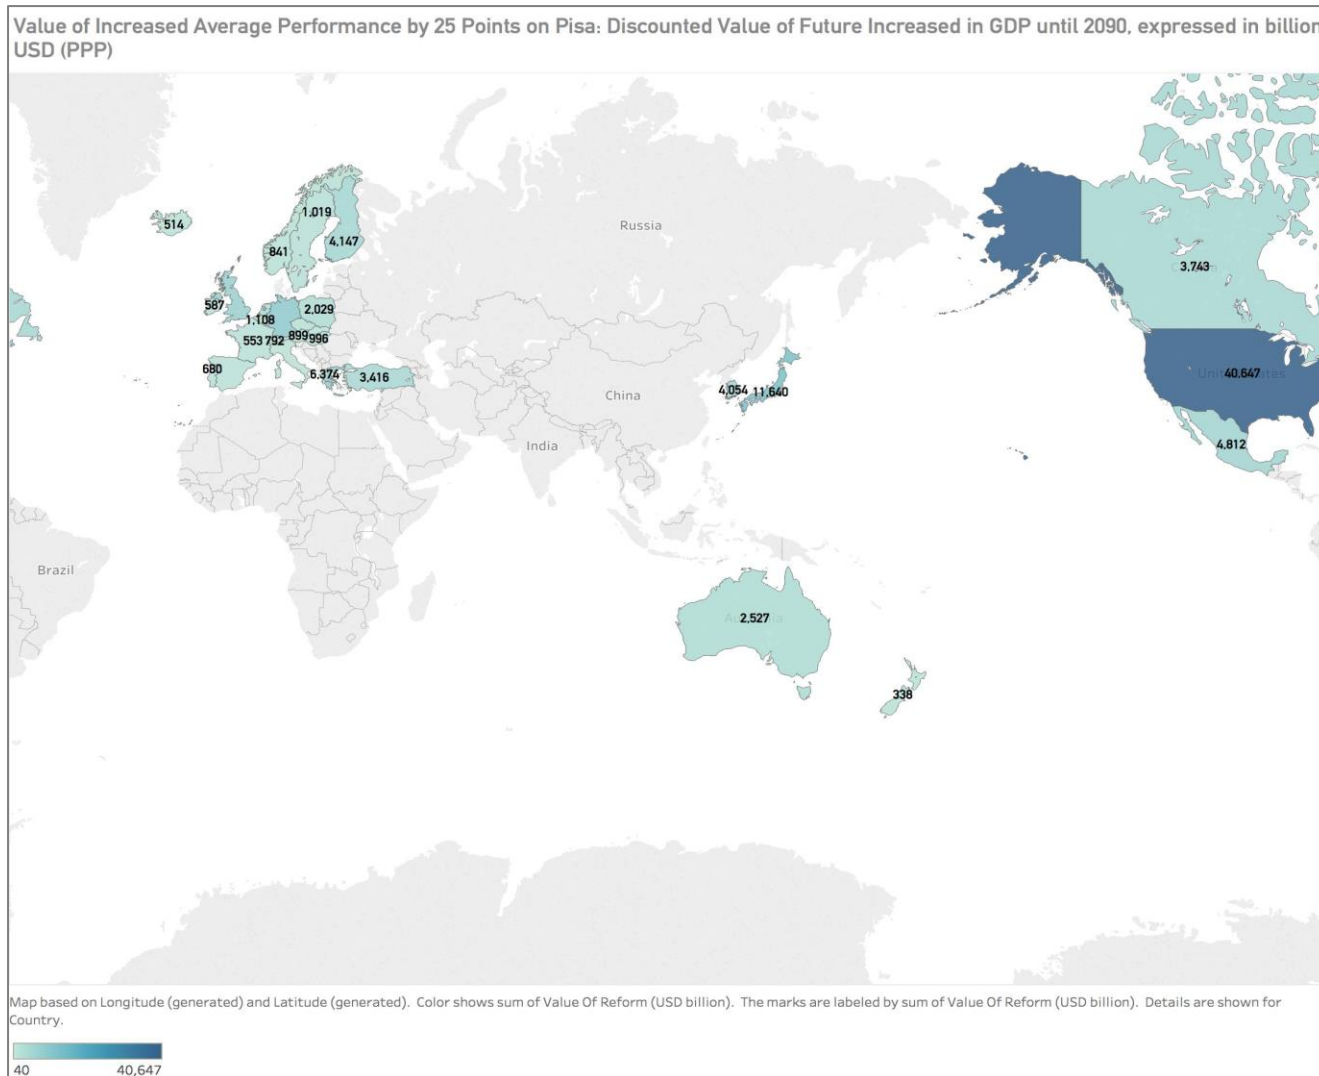 Value of Increased Average Performance by 25 Points on Pisa: Discounted Value of Future Increased in GDP until 2090, expressed in billion
USD (PPP)
514
1,019
4,147
841
Russia
3,743
587
2,029
1,108
899
996
553
792
680
6,374
3,416
4,054
11,640
China
40,647
4,812
India
Brazil
2,527
338
Map based on Longitude (generated) and Latitude (generated). Color shows sum of Value Of Reform (USD billion). The marks are labeled by sum of Value Of Reform (USD billion). Details are shown for
Country.
40
40,647